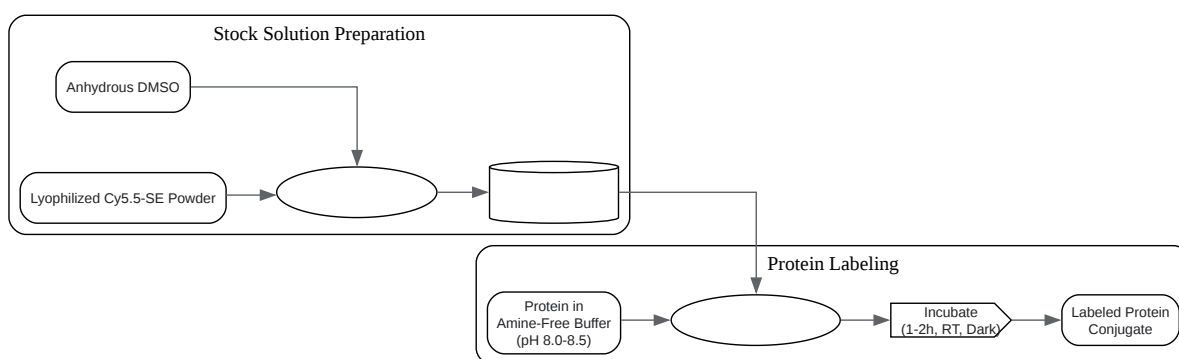 Stock Solution Preparation
Anhydrous DMSO
Lyophilized Cy5.5-SE Powder
Protein Labeling
Protein in
Amine-Free Buffer
(pH 8.0-8.5)
Incubate
(1-2h, RT, Dark)
Labeled Protein
Conjugate